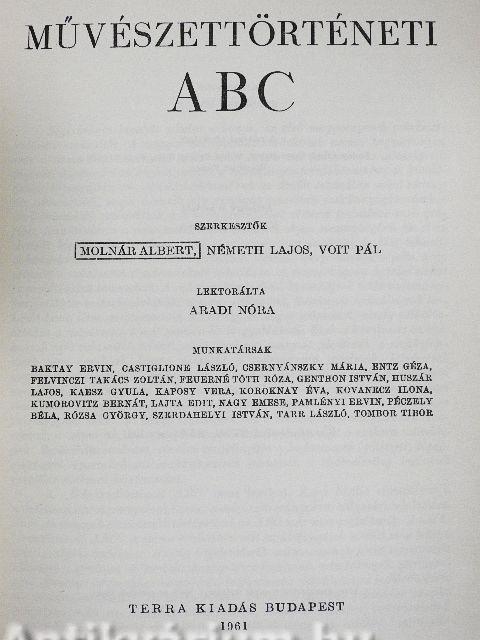 MŰVÉSZETTÖRTÉNETI
ABC
SZERKESZTŐK
MOLNÁR ALBERT, NÉMETH LAJOS, VOIT PÁL
LEKTORÁLTA
ARADI NÓRA
MUNKATÁRSAK
BAKTAY ERVIN, CASTIGLIONE LÁSZLÓ, CSERNYÁNSZKY MÁRIA, ENTZ GÉZA,
FELVINCZI TAKÁCS ZOLTÁN, FEUERNÉ TÓTH RÓZA, GENTHON ISTVÁN, HUSZÁR
LAJOS, KAESZ GYULA, KAPOSY VERA, KOROKNAY ÉVA, KOVANECZ ILONA,
KUMOROVITZ BERNÁT, LAJTA EDIT, NAGY EMESE, PAMLÉNYI ERVIN, PÉCZELY
BÉLA, RÓZSA GYÖRGY, SZERDAHELYI ISTVÁN, TARR LÁSZLÓ, TOMBOR TIBOR
TERRA KIADÁS BUDAPEST
1961
Antikvárium.hu